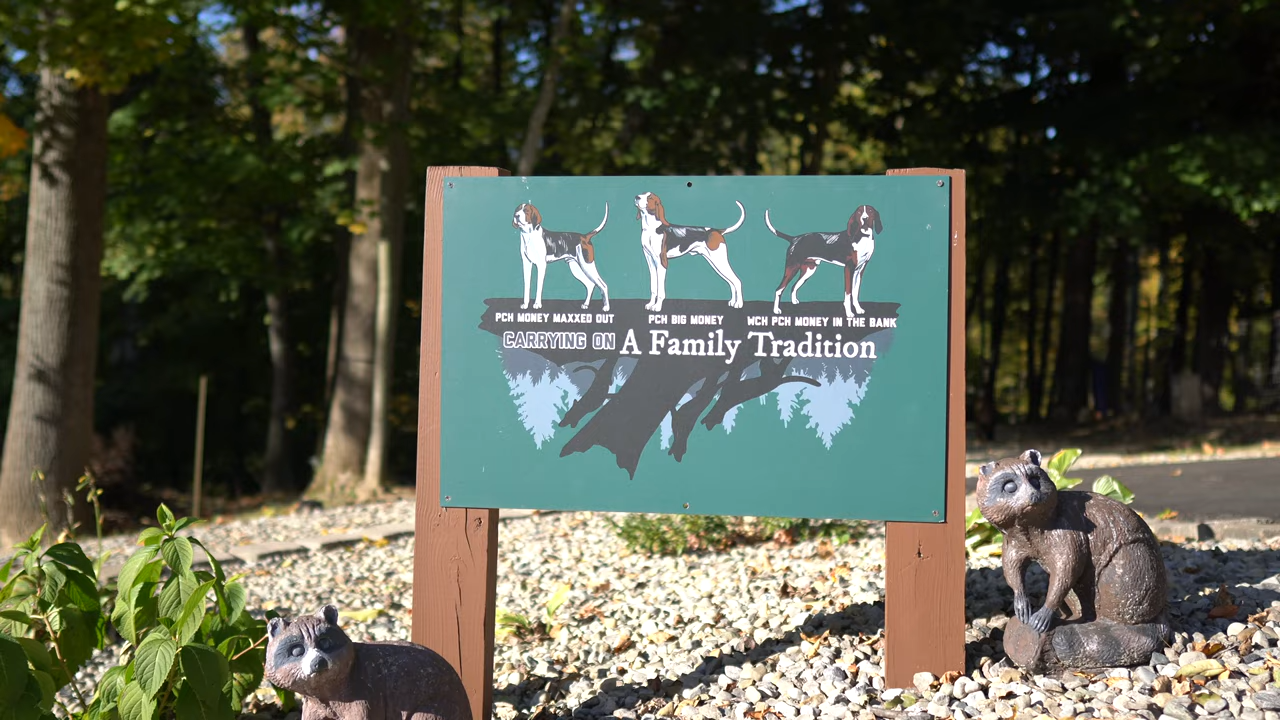 PCH MONEY MAXXED OUT PCH BIG MONEY WCH PCH MONEY IN THE BANK
CARRYING ON A Family Tradition